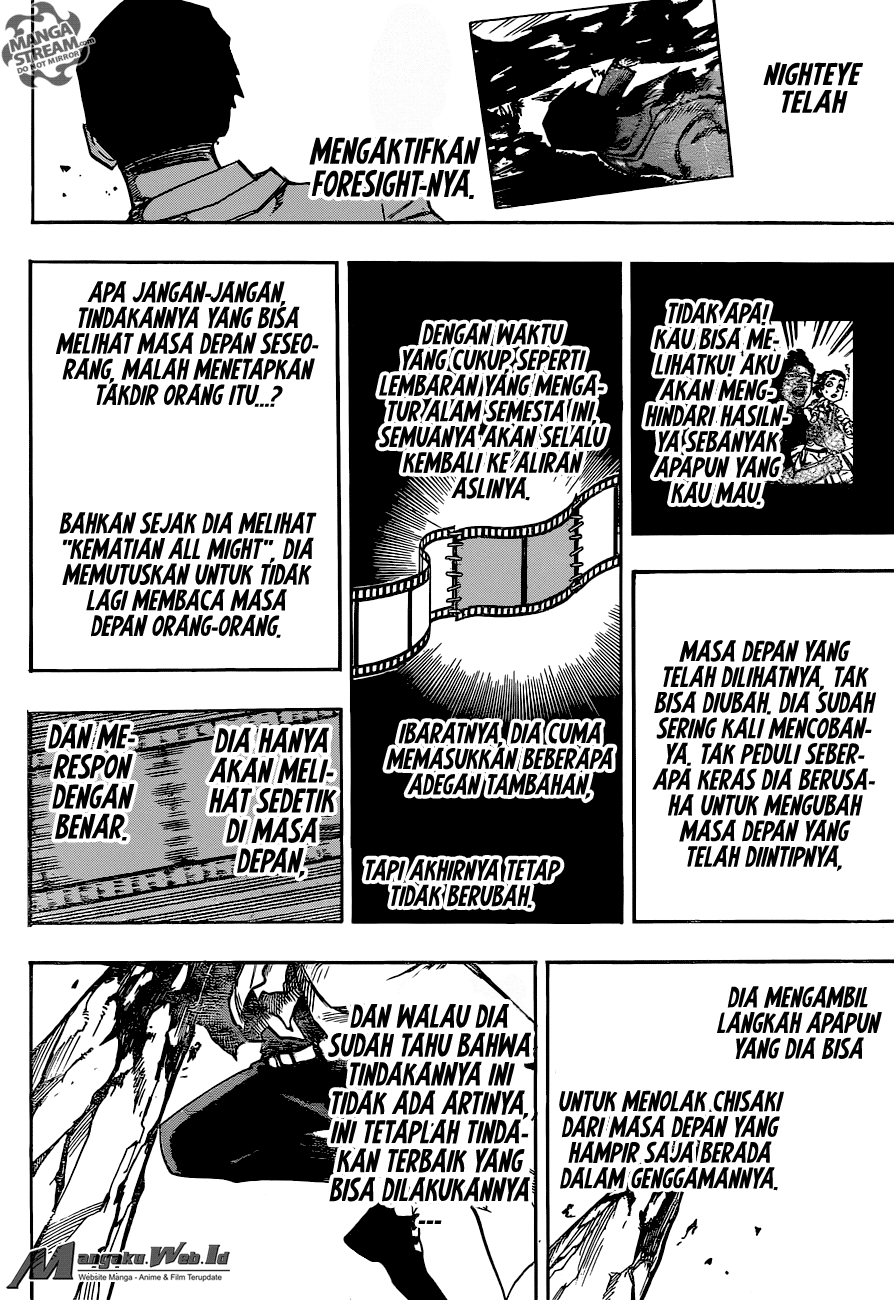 MANGA
STREAM.com
DO NOT MIRROR
NIGHTEYE
TELAH
MENGAKTIFKAN
FORESIGHT-NYA.
TIDAK APA!
KAU BISA ME-
LIHATKU! AKU
AKAN MENG-
HINDARI HASILN-
YA SEBANYAK
APAPUN YANG
KAU MAU.
MASA DEPAN YANG
TELAH DILIHATNYA, TAK
BISA DIUBAH. DIA SUDAH
SERING KALI MENCOBAN-
YA. TAK PEDULI SEBER-
APA KERAS DIA BERUSA-
HA UNTUK MENGUBAH
MASA DEPAN YANG
TELAH DIINTIPNYA,
DENGAN WAKTU
YANG CUKUP, SEPERTI
LEMBARAN YANG MENGA-
TUR ALAM SEMESTA INI,
SEMUANYA AKAN SELALU
KEMBALI KE ALIRAN
ASLINYA.
IBARATNYA, DIA CUMA
MEMASUKKAN BEBERAPA
ADEGAN TAMBAHAN,
TAPI AKHIRNYA TETAP
TIDAK BERUBAH.
APA JANGAN-JANGAN,
TINDAKANNYA YANG BISA
MELIHAT MASA DEPAN SESEO-
RANG, MALAH MENETAPKAN
TAKDIR ORANG ITU...?
BAHKAN SEJAK DIA MELIHAT
"KEMATIAN ALL MIGHT", DIA
MEMUTUSKAN UNTUK TIDAK
LAGI MEMBACA MASA
DEPAN ORANG-ORANG.
DIA HANYA
AKAN MELI-
HAT SEDETIK
DI MASA
DEPAN,
DAN ME-
RESPON
DENGAN
BENAR.
DIA MENGAMBIL
LANGKAH APAPUN
YANG DIA BISA
UNTUK MENOLAK CHISAKI
DARI MASA DEPAN YANG
HAMPIR SAJA BERADA
DALAM GENGGAMANNYA.
DAN WALAU DIA
SUDAH TAHU BAHWA
TINDAKANNYA INI
TIDAK ADA ARTINYA,
INI TETAPLAH TINDA-
KAN TERBAIK YANG
BISA DILAKUKANNYA
---
Mangaku.Web.Id
Website Manga - Anime & Film Terupdate